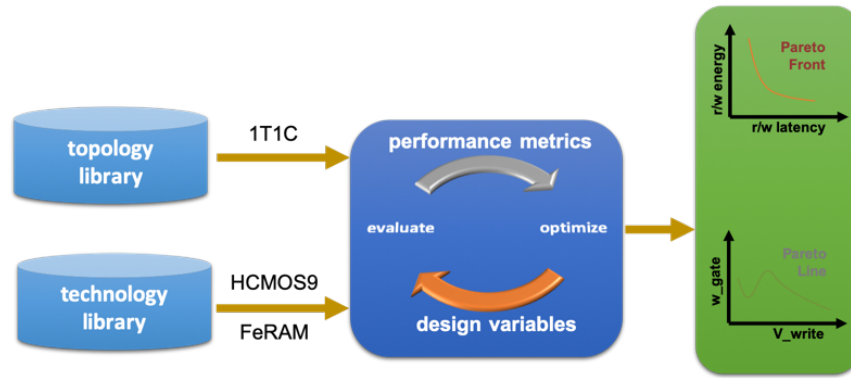 topology
library
1T1C
technology
library
HCMOS9
FeRAM
performance metrics
evaluate
optimize
design variables
r/w energy
Pareto
Front
r/w latency
w_gate
Pareto
Line
V_write